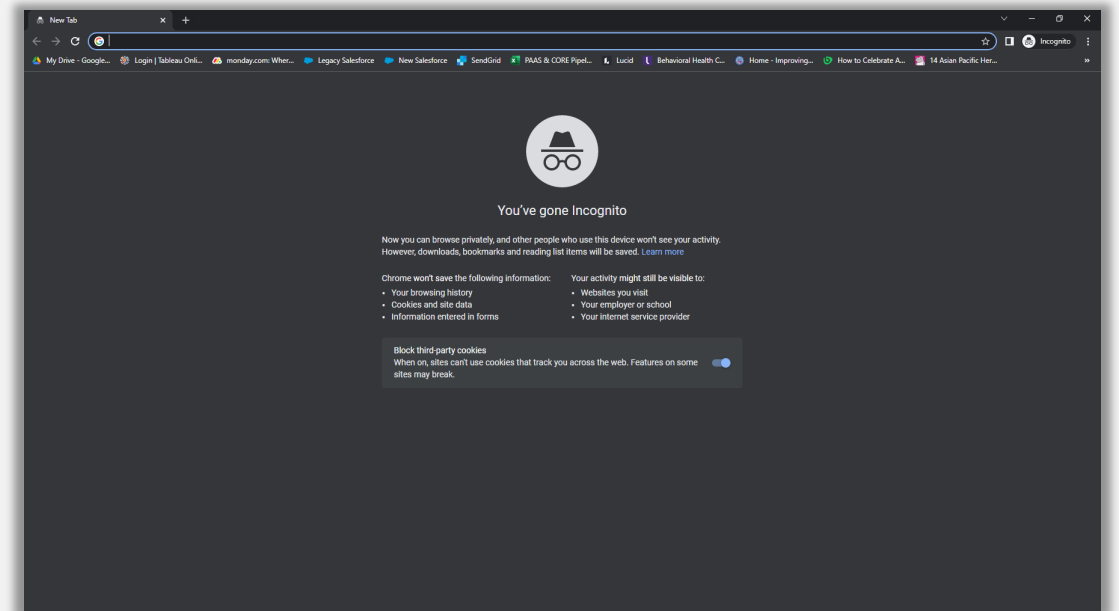 New Tab
Incognito
My Drive - Google... Login | Tableau Onli... monday.com: Wher... Legacy Salesforce New Salesforce SendGrid PAAS & CORE Pipel... Lucid Behavioral Health C... Home - Improving... How to Celebrate A... 14 Asian Pacific Her... »
You've gone Incognito
Now you can browse privately, and other people who use this device won't see your activity.
However, downloads, bookmarks and reading list items will be saved. Learn more
Chrome won't save the following information:
• Your browsing history
• Cookies and site data
• Information entered in forms
Your activity might still be visible to:
• Websites you visit
• Your employer or school
• Your internet service provider
Block third-party cookies
When on, sites can't use cookies that track you across the web. Features on some
sites may break.